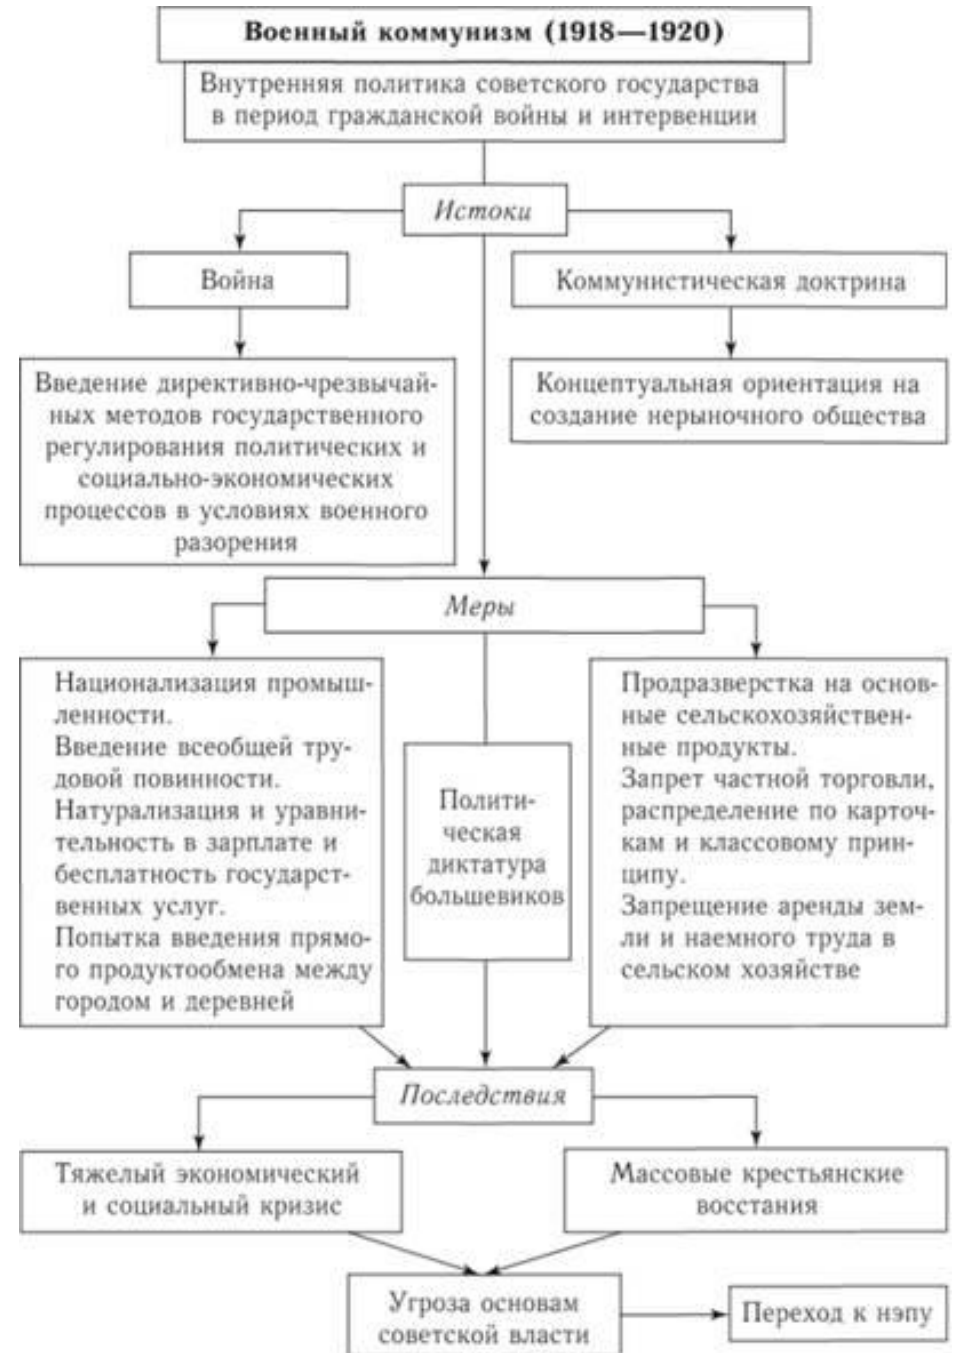 Военный коммунизм (1918—1920)
Внутренняя политика советского государства
в период гражданской войны и интервенции
Истоки
Война
Коммунистическая доктрина
Введение директивно-чрезвычай-
ных методов государственного
регулирования политических и
социально-экономических
процессов в условиях военного
разорения
Концептуальная ориентация на
создание нерыночного общества
Меры
Национализация промыш-
ленности.
Введение всеобщей тру-
довой повинности.
Натурализация и уравни-
тельность в зарплате и
бесплатность государст-
венных услуг.
Попытка введения прямо-
го продуктообмена между
городом и деревней
Полити-
ческая
диктатура
большевиков
Продразверстка на основ-
ные сельскохозяйствен-
ные продукты.
Запрет частной торговли,
распределение по карточ-
кам и классовому прин-
ципу.
Запрещение аренды зем-
ли и наемного труда в
сельском хозяйстве
Последствия
Тяжелый экономический
и социальный кризис
Массовые крестьянские
восстания
Угроза основам
советской власти
Переход к нэпу